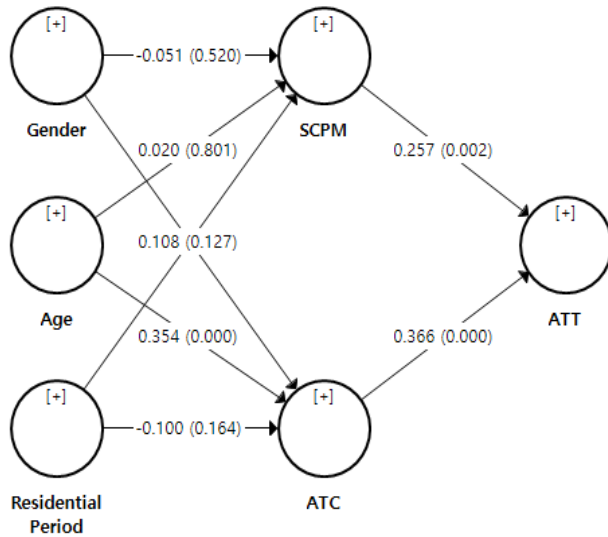 [+]
-0.051 (0.520)
[+]
Gender
SCPM
0.020 (0.801)
0.257 (0.002)
[+]
0.108 (0.127)
[+]
Age
ATT
0.354 (0.000)
0.366 (0.000)
[+]
-0.100 (0.164)
[+]
Residential
Period
ATC